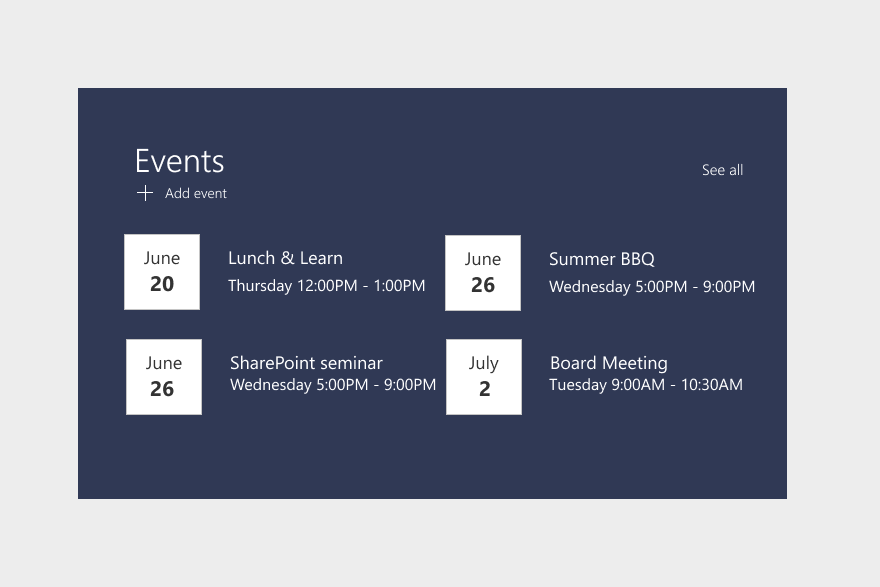 Events
See all
Add event
June
20
Lunch & Learn
Thursday 12:00PM - 1:00PM
June
26
Summer BBQ
Wednesday 5:00PM - 9:00PM
June
26
SharePoint seminar
Wednesday 5:00PM - 9:00PM
July
2
Board Meeting
Tuesday 9:00AM - 10:30AM